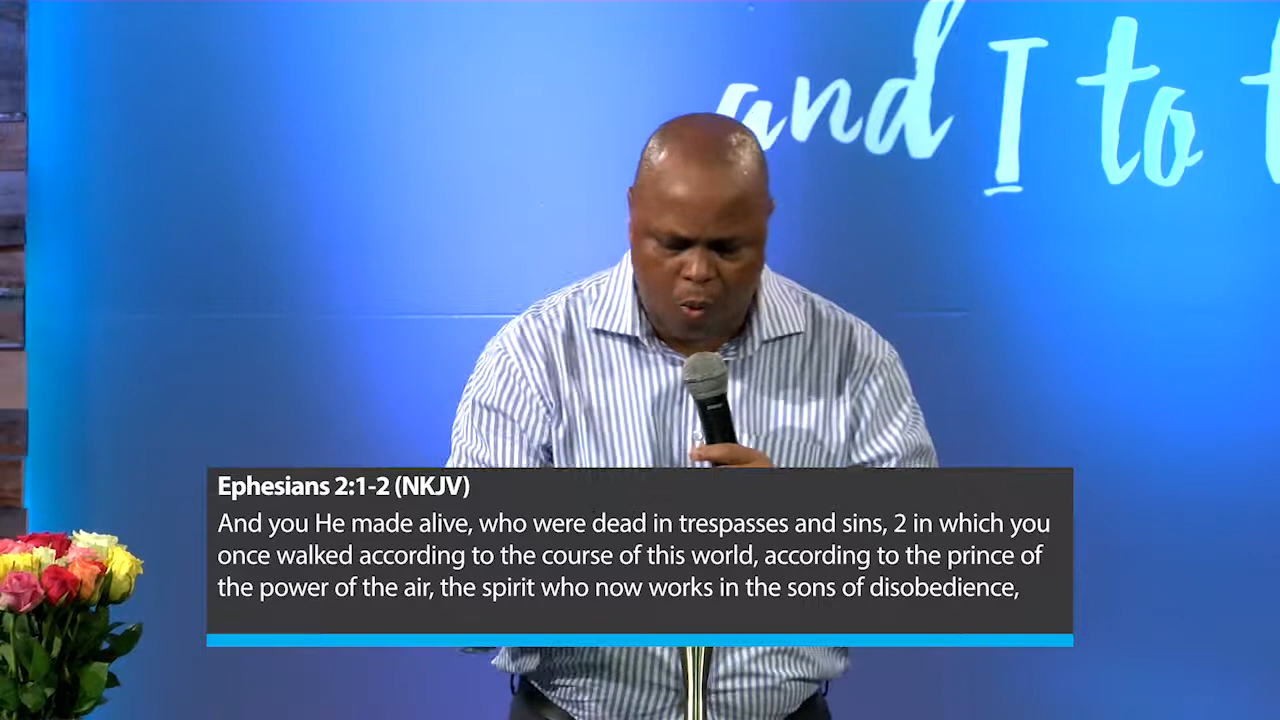 and I to t
Ephesians 2:1-2 (NKJV)
And you He made alive, who were dead in trespasses and sins, 2 in which you
once walked according to the course of this world, according to the prince of
the power of the air, the spirit who now works in the sons of disobedience,